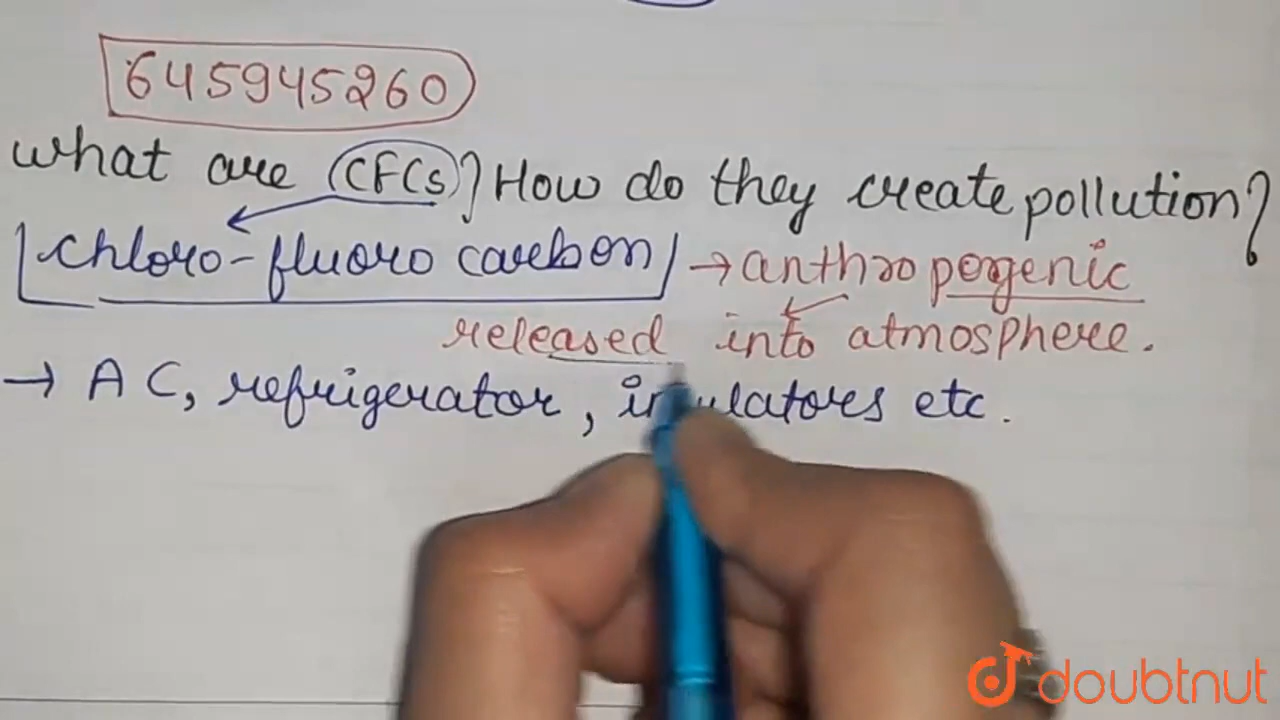 645945260
what are CFCs? How do they create pollution?
chloro-fluoro carbon → anthropogenic
released into atmosphere.
→ AC, refrigerator, etc.
doubtnut